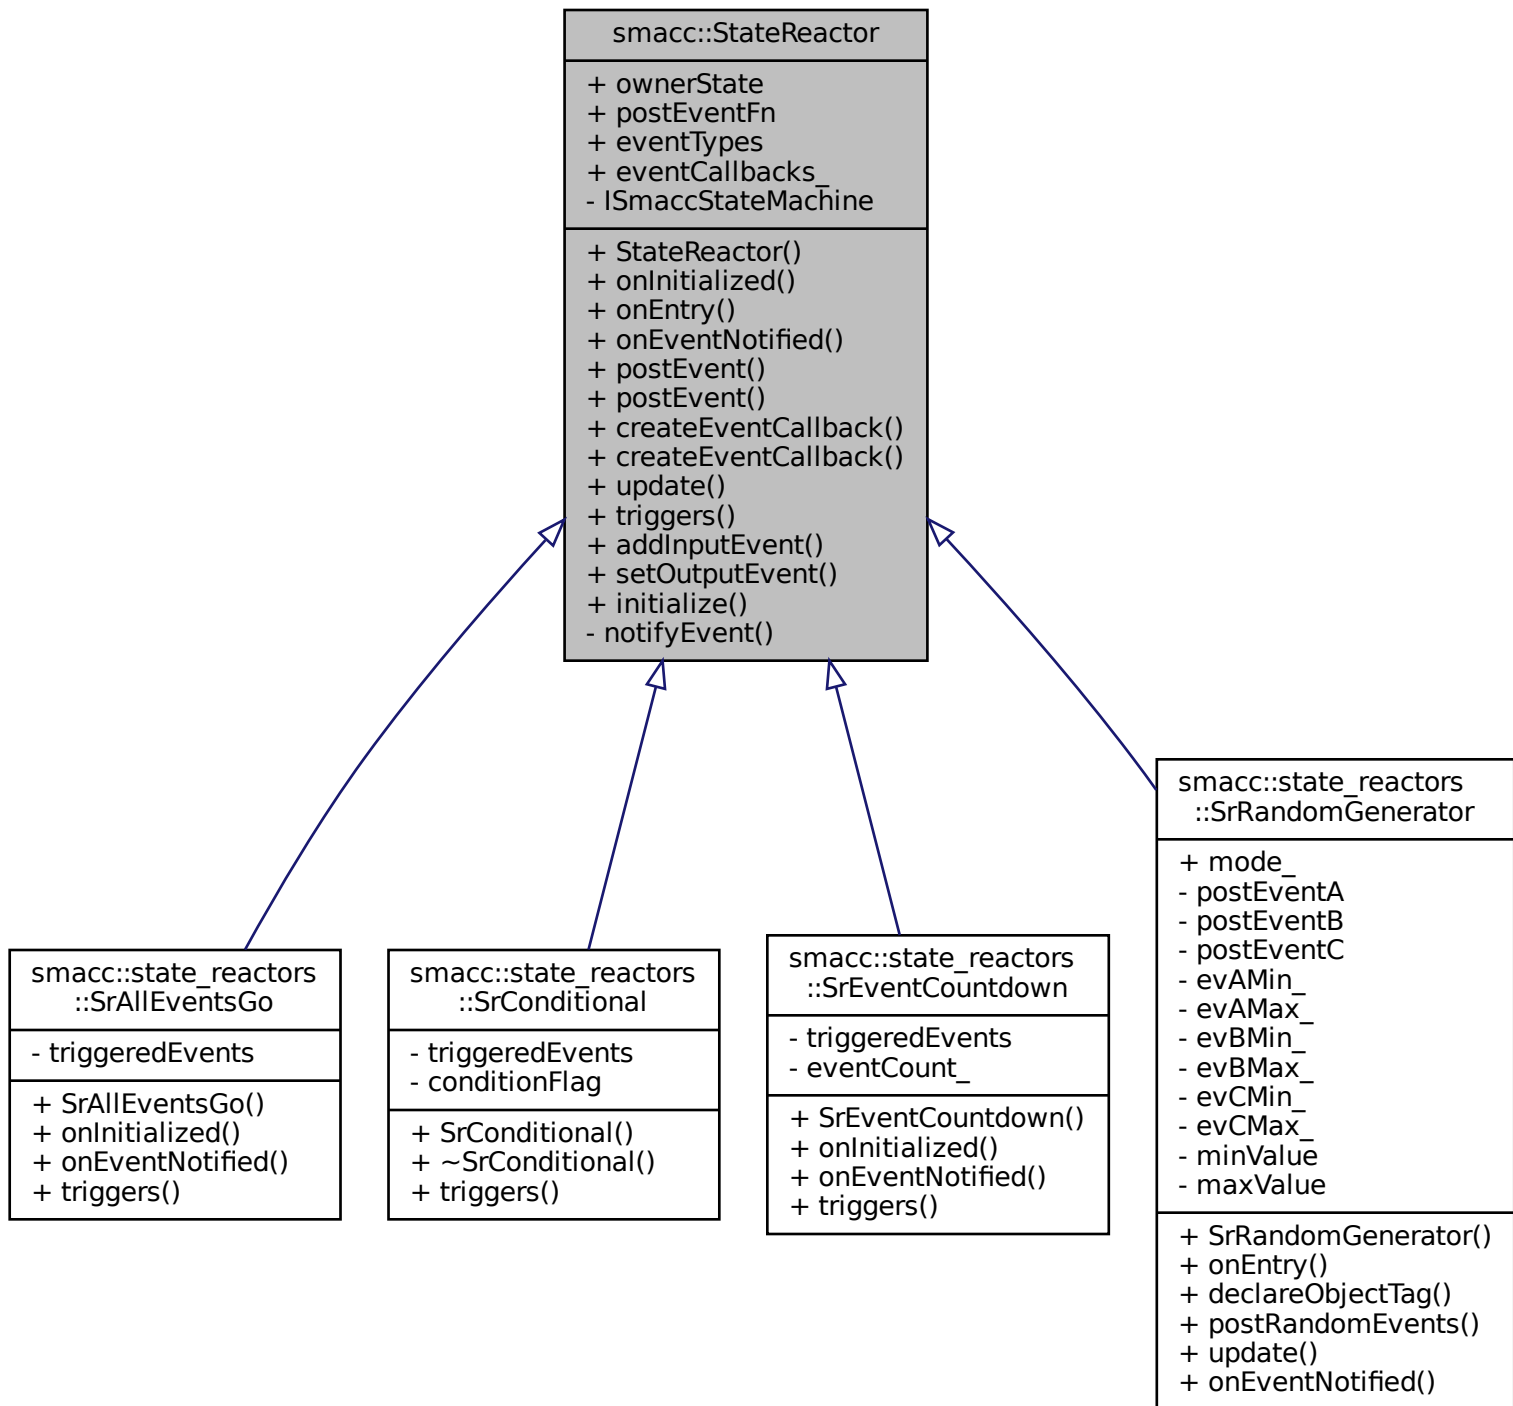 smacc::StateReactor
+ ownerState
+ postEventFn
+ eventTypes
+ eventCallbacks_
- ISmaccStateMachine
+ StateReactor()
+ onInitialized()
+ onEntry()
+ onEventNotified()
+ postEvent()
+ postEvent()
+ createEventCallback()
+ createEventCallback()
+ update()
+ triggers()
+ addInputEvent()
+ setOutputEvent()
+ initialize()
- notifyEvent()
smacc::state_reactors
::SrAllEventsGo
- triggeredEvents
+ SrAllEventsGo()
+ onInitialized()
+ onEventNotified()
+ triggers()
smacc::state_reactors
::SrConditional
- triggeredEvents
- conditionFlag
+ SrConditional()
+ ~SrConditional()
+ triggers()
smacc::state_reactors
::SrEventCountdown
- triggeredEvents
- eventCount_
+ SrEventCountdown()
+ onInitialized()
+ onEventNotified()
+ triggers()
smacc::state_reactors
::SrRandomGenerator
+ mode_
- postEventA
- postEventB
- postEventC
- evAMin_
- evAMax_
- evBMin_
- evBMax_
- evCMin_
- evCMax_
- minValue
- maxValue
+ SrRandomGenerator()
+ onEntry()
+ declareObjectTag()
+ postRandomEvents()
+ update()
+ onEventNotified()